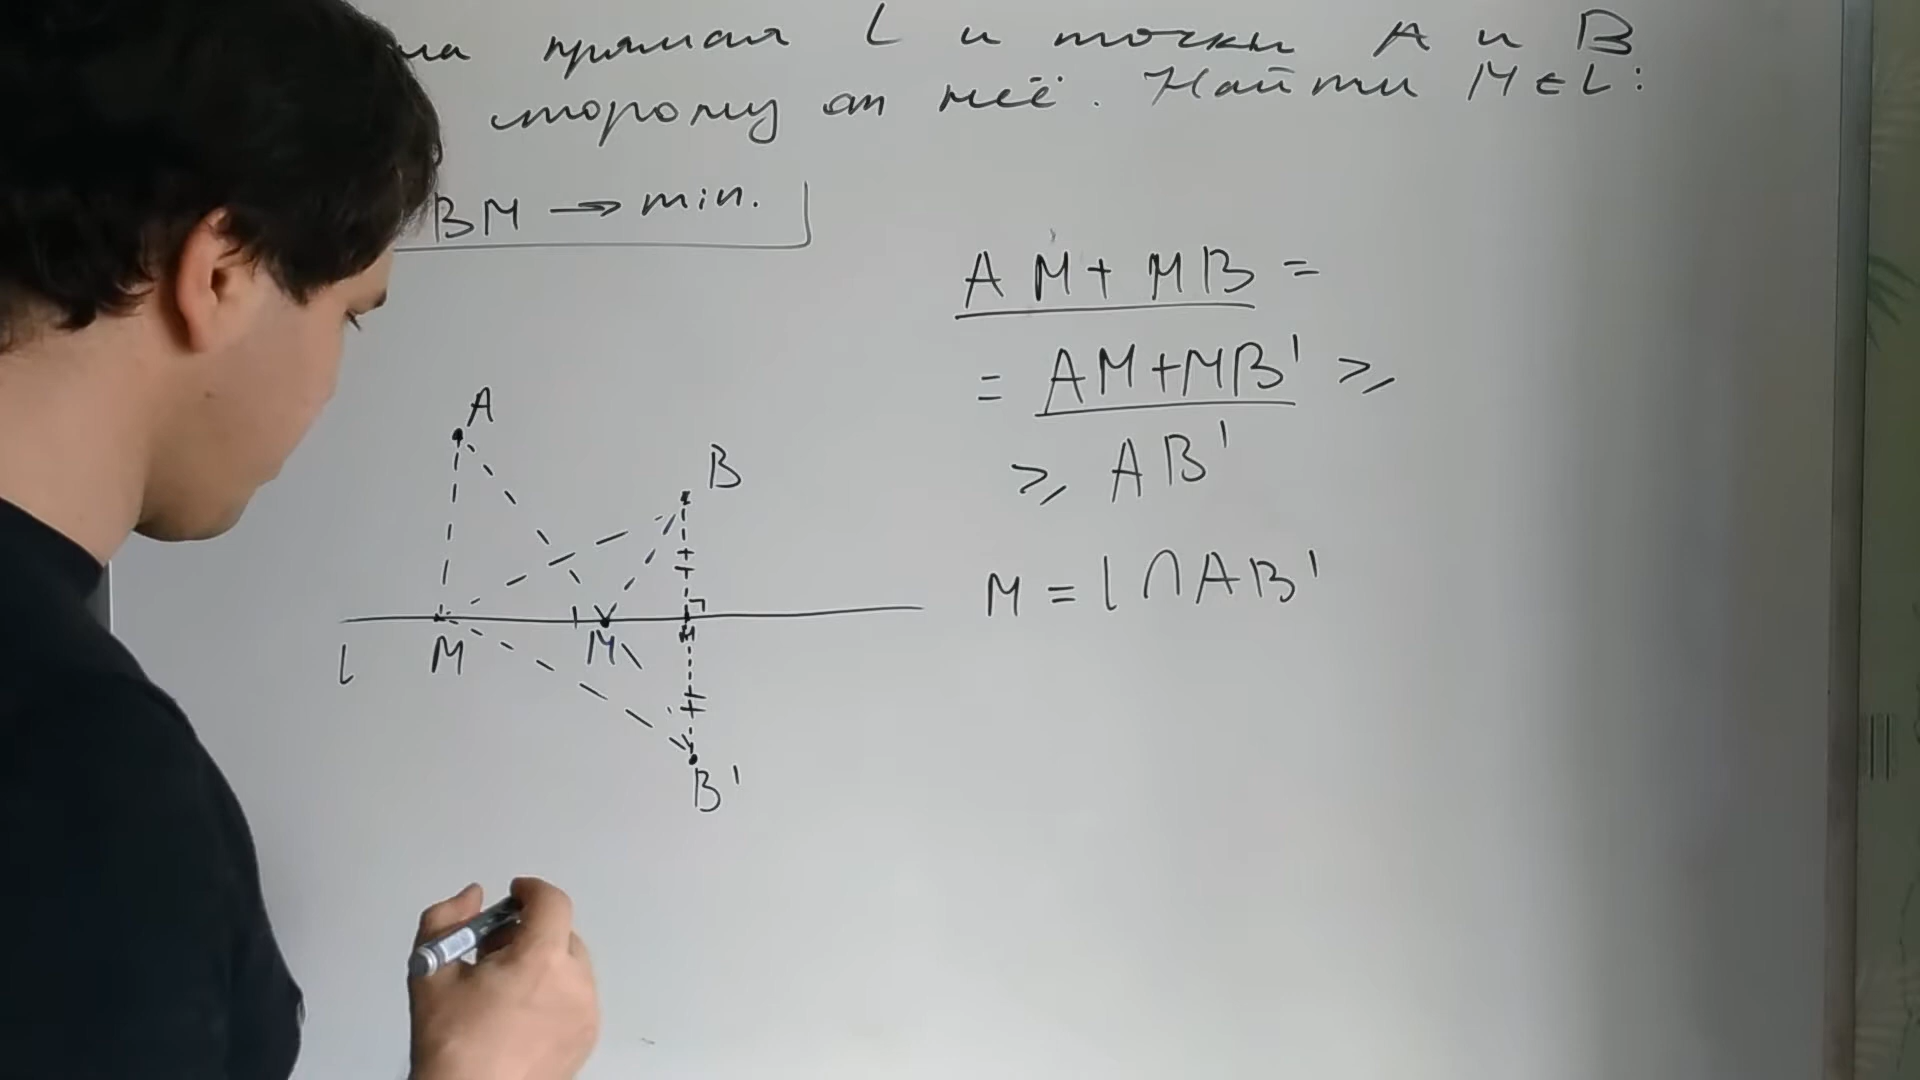 прямая l и точки A и B
сторону от неё. Найти M ∈ l:
BM → min.
AM + MB =
= AM + MB' ⩾
⩾ AB'
M = l ∩ AB'
A
B
l
M
M
H
B'